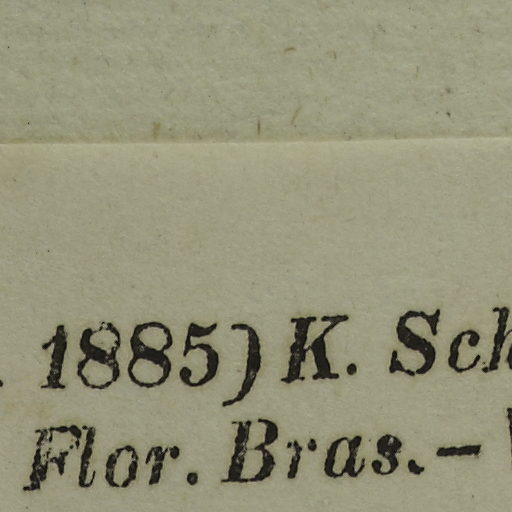 . 1885) K. Sch
Flor. Bras.–